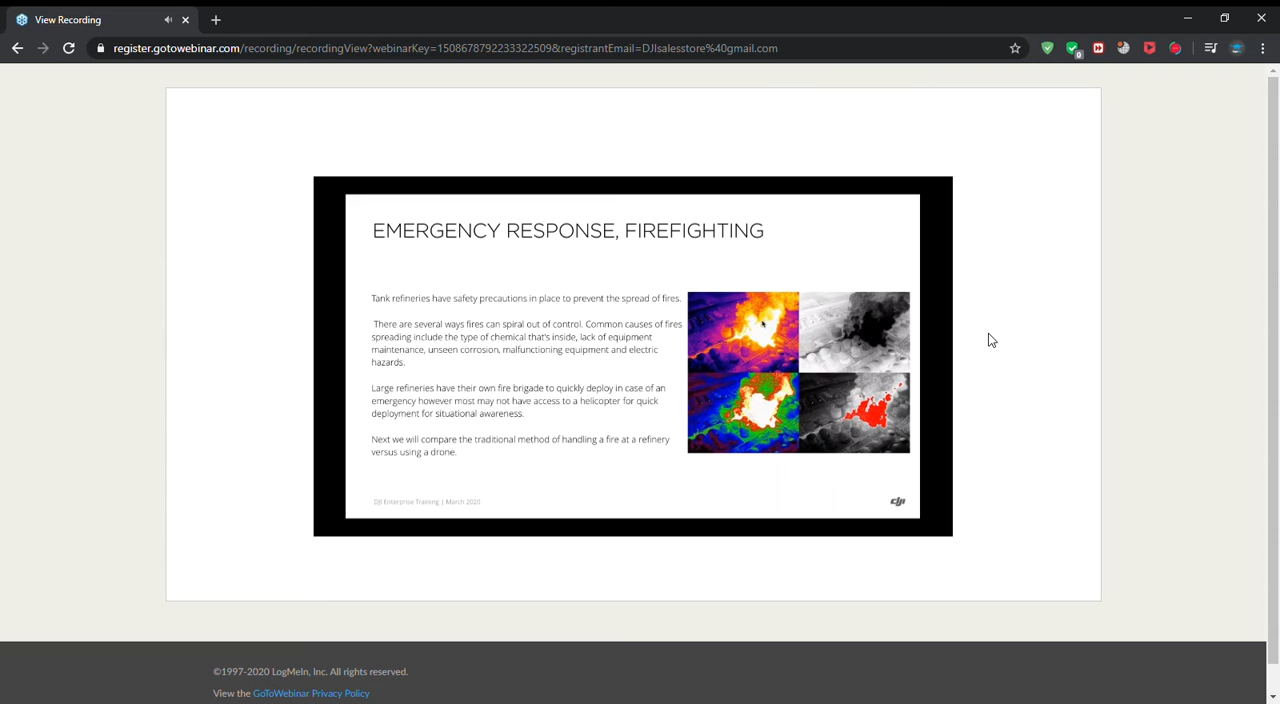 View Recording
register.gotowebinar.com/recording/recordingView?webinarKey=1508678792233322509&registrantEmail=DJIsalesstore%40gmail.com
0
EMERGENCY RESPONSE, FIREFIGHTING
Tank refineries have safety precautions in place to prevent the spread of fires.
There are several ways fires can spiral out of control. Common causes of fires
spreading include the type of chemical that's inside, lack of equipment
maintenance, unseen corrosion, malfunctioning equipment and electric
hazards.
Large refineries have their own fire brigade to quickly deploy in case of an
emergency however most may not have access to a helicopter for quick
deployment for situational awareness.
Next we will compare the traditional method of handling a fire at a refinery
versus using a drone.
DJI Enterprise Training | March 2020
dji
©1997-2020 LogMeIn, Inc. All rights reserved.
View the GoToWebinar Privacy Policy